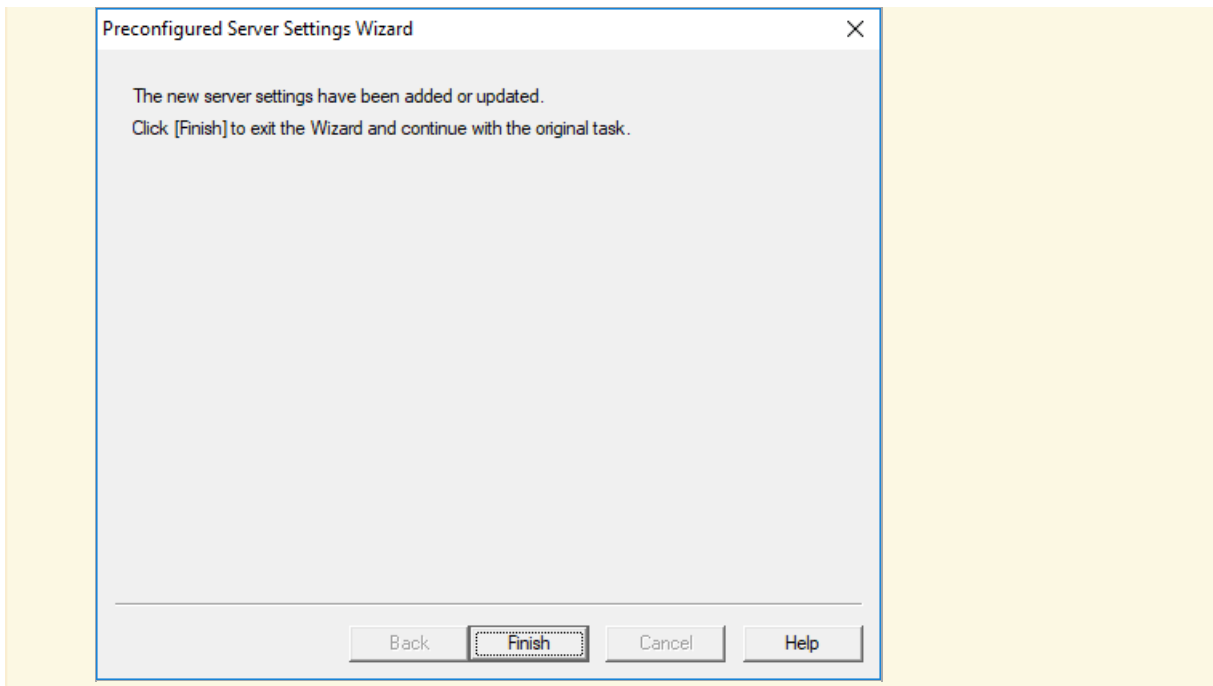 Preconfigured Server Settings Wizard
The new server settings have been added or updated.
Click [Finish] to exit the Wizard and continue with the original task.
Back Finish Cancel Help